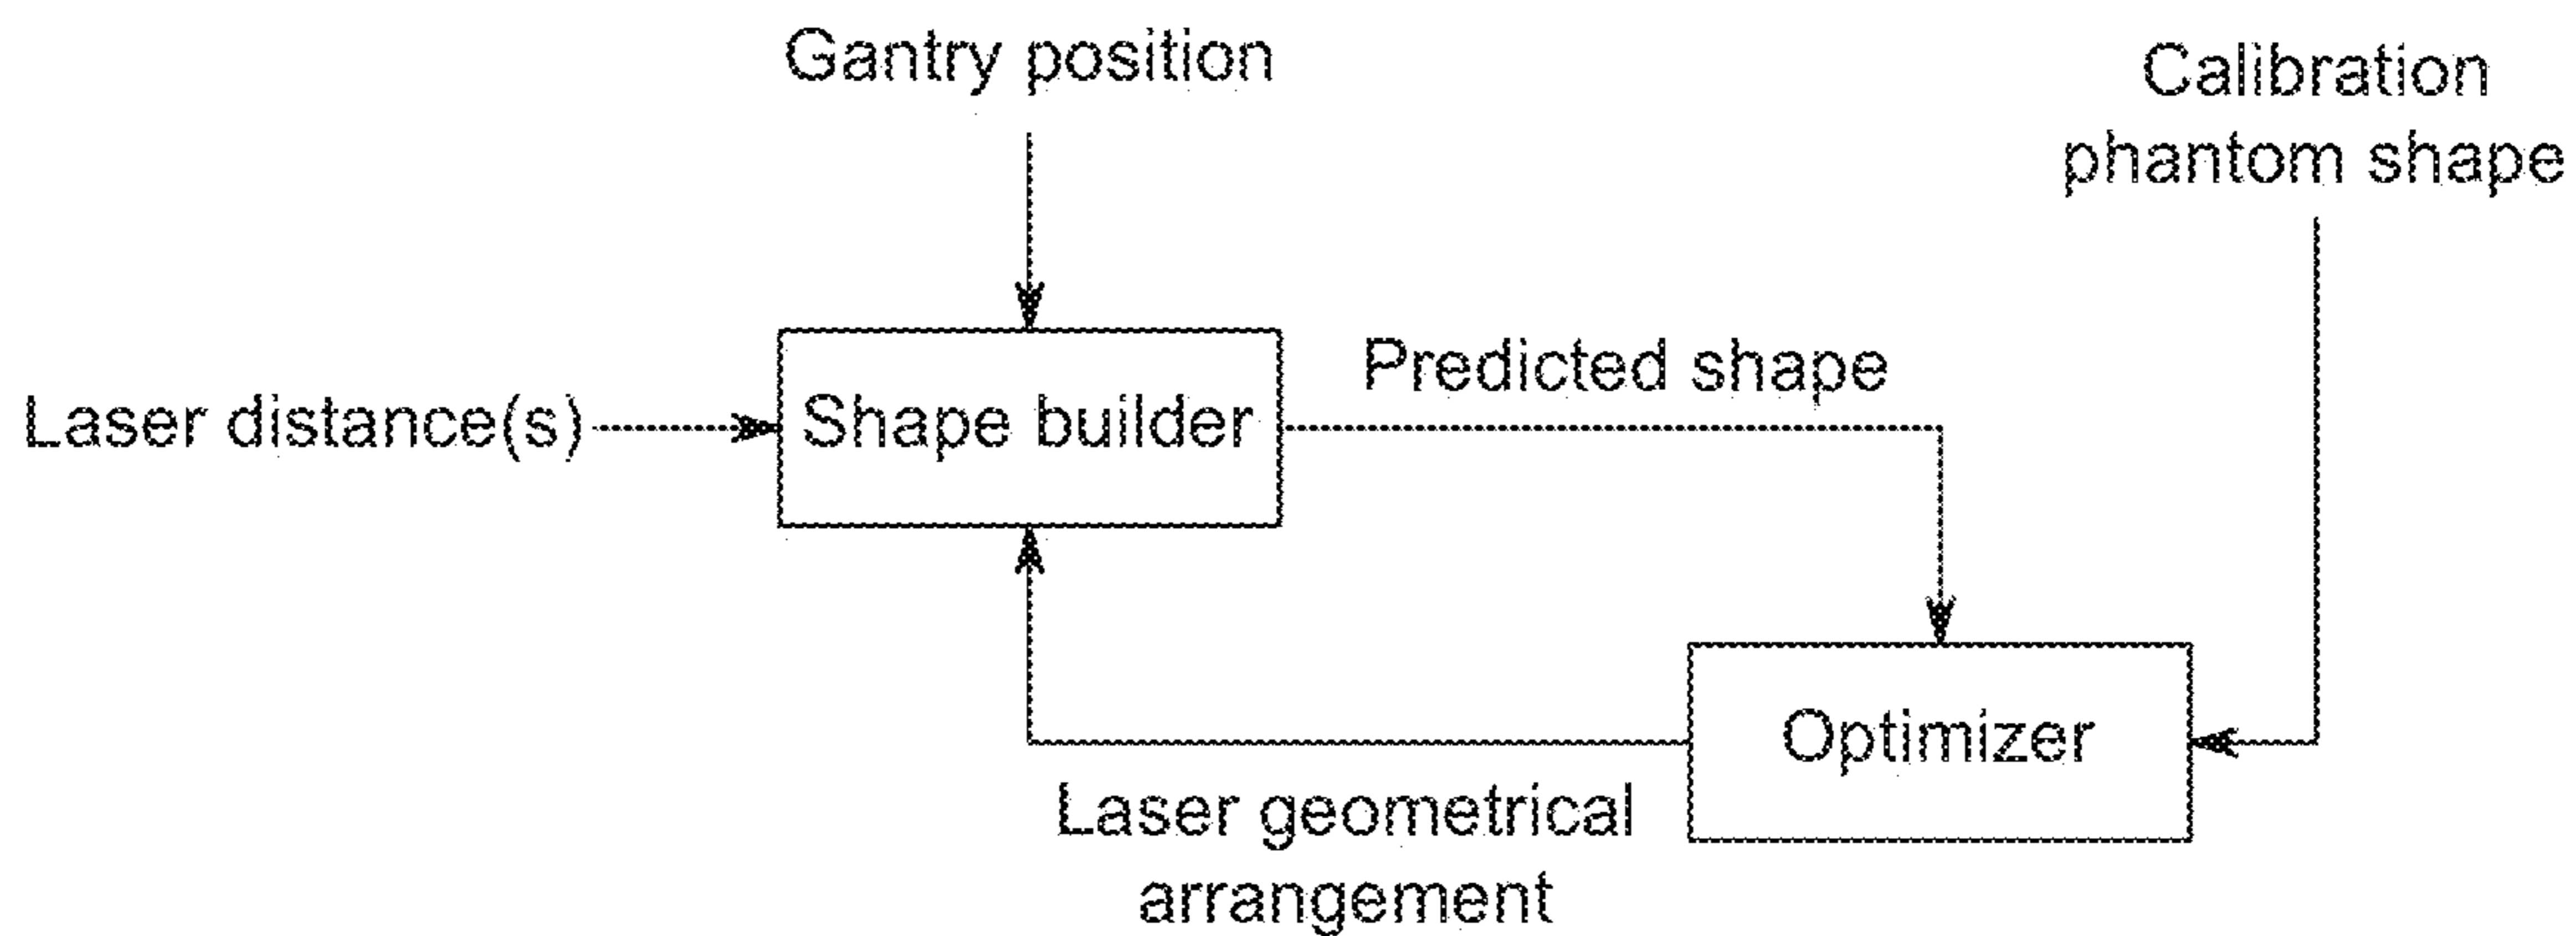 Gantry position
Calibration
phantom shape
Predicted shape
Laser distance(s)
Shape builder
Optimizer
Laser geometrical
arrangement